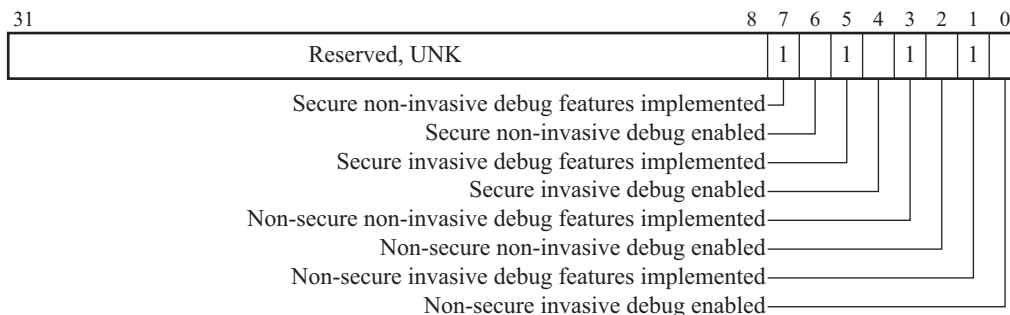 31 8 7 6 5 4 3 2 1 0
Reserved, UNK 1 1 1 1
Secure non-invasive debug features implemented
Secure non-invasive debug enabled
Secure invasive debug features implemented
Secure invasive debug enabled
Non-secure non-invasive debug features implemented
Non-secure non-invasive debug enabled
Non-secure invasive debug features implemented
Non-secure invasive debug enabled